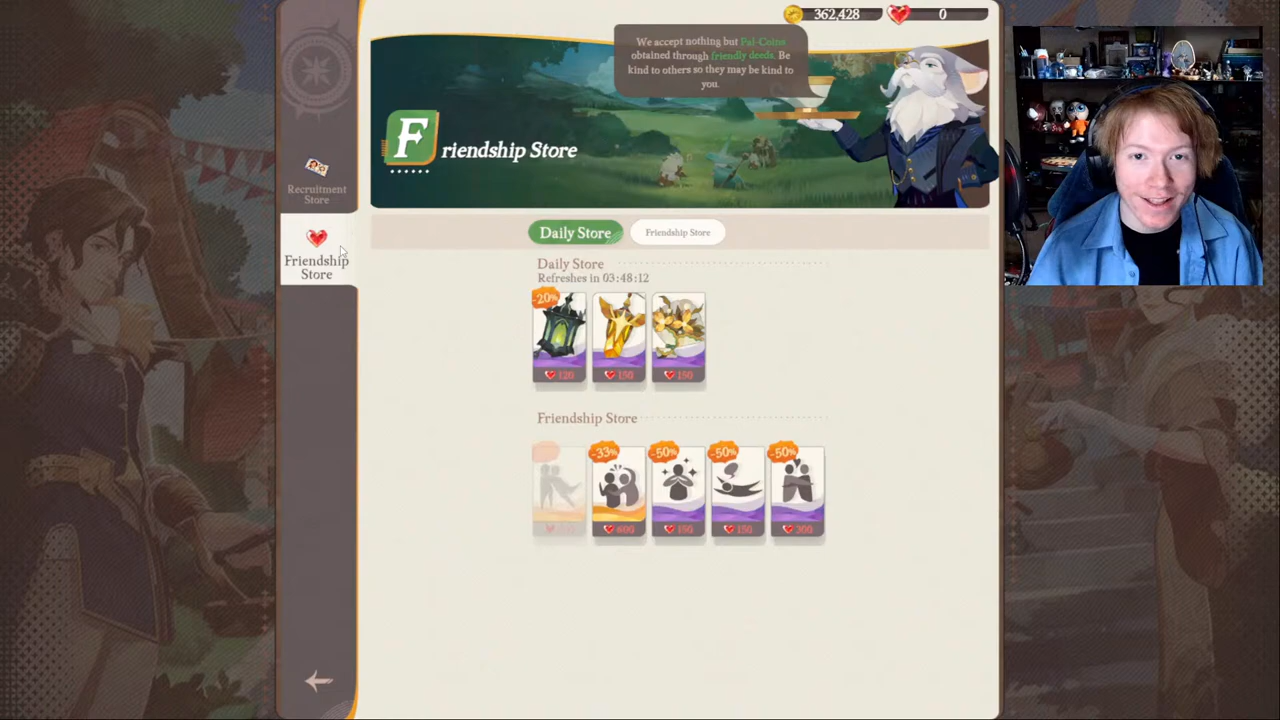 362,428
0
We accept nothing but Fai-Coins
obtained through friendly deeds. Be
kind to others so they may be kind to
you.
Friendship Store
Recruitment
Store
Friendship
Store
Daily Store
Friendship Store
Daily Store
Refreshes in 03:48:12
-20%
120
150
150
Friendship Store
-33%
-50%
-50%
-50%
600
150
150
300